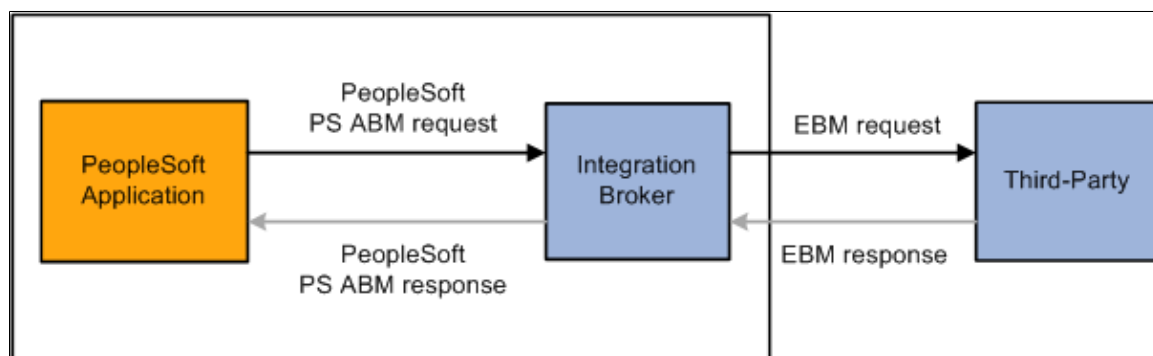 PeopleSoft
Application
PeopleSoft
PS ABM request
PeopleSoft
PS ABM response
Integration
Broker
EBM request
EBM response
Third-Party